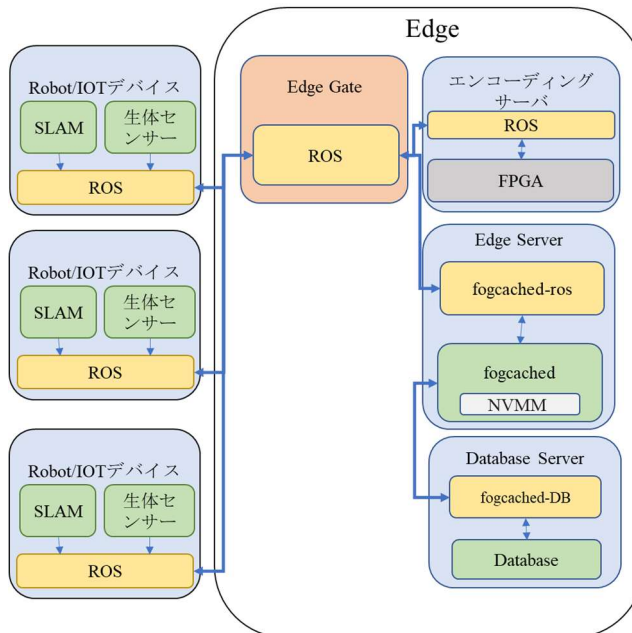 Edge
Robot/IOTデバイス
SLAM
生体セ
ンサー
ROS
Robot/IOTデバイス
SLAM
生体セ
ンサー
ROS
Robot/IOTデバイス
SLAM
生体セ
ンサー
ROS
Edge Gate
ROS
エンコーディング
サーバ
ROS
FPGA
Edge Server
fogcached-ros
fogcached
NVMM
Database Server
fogcached-DB
Database